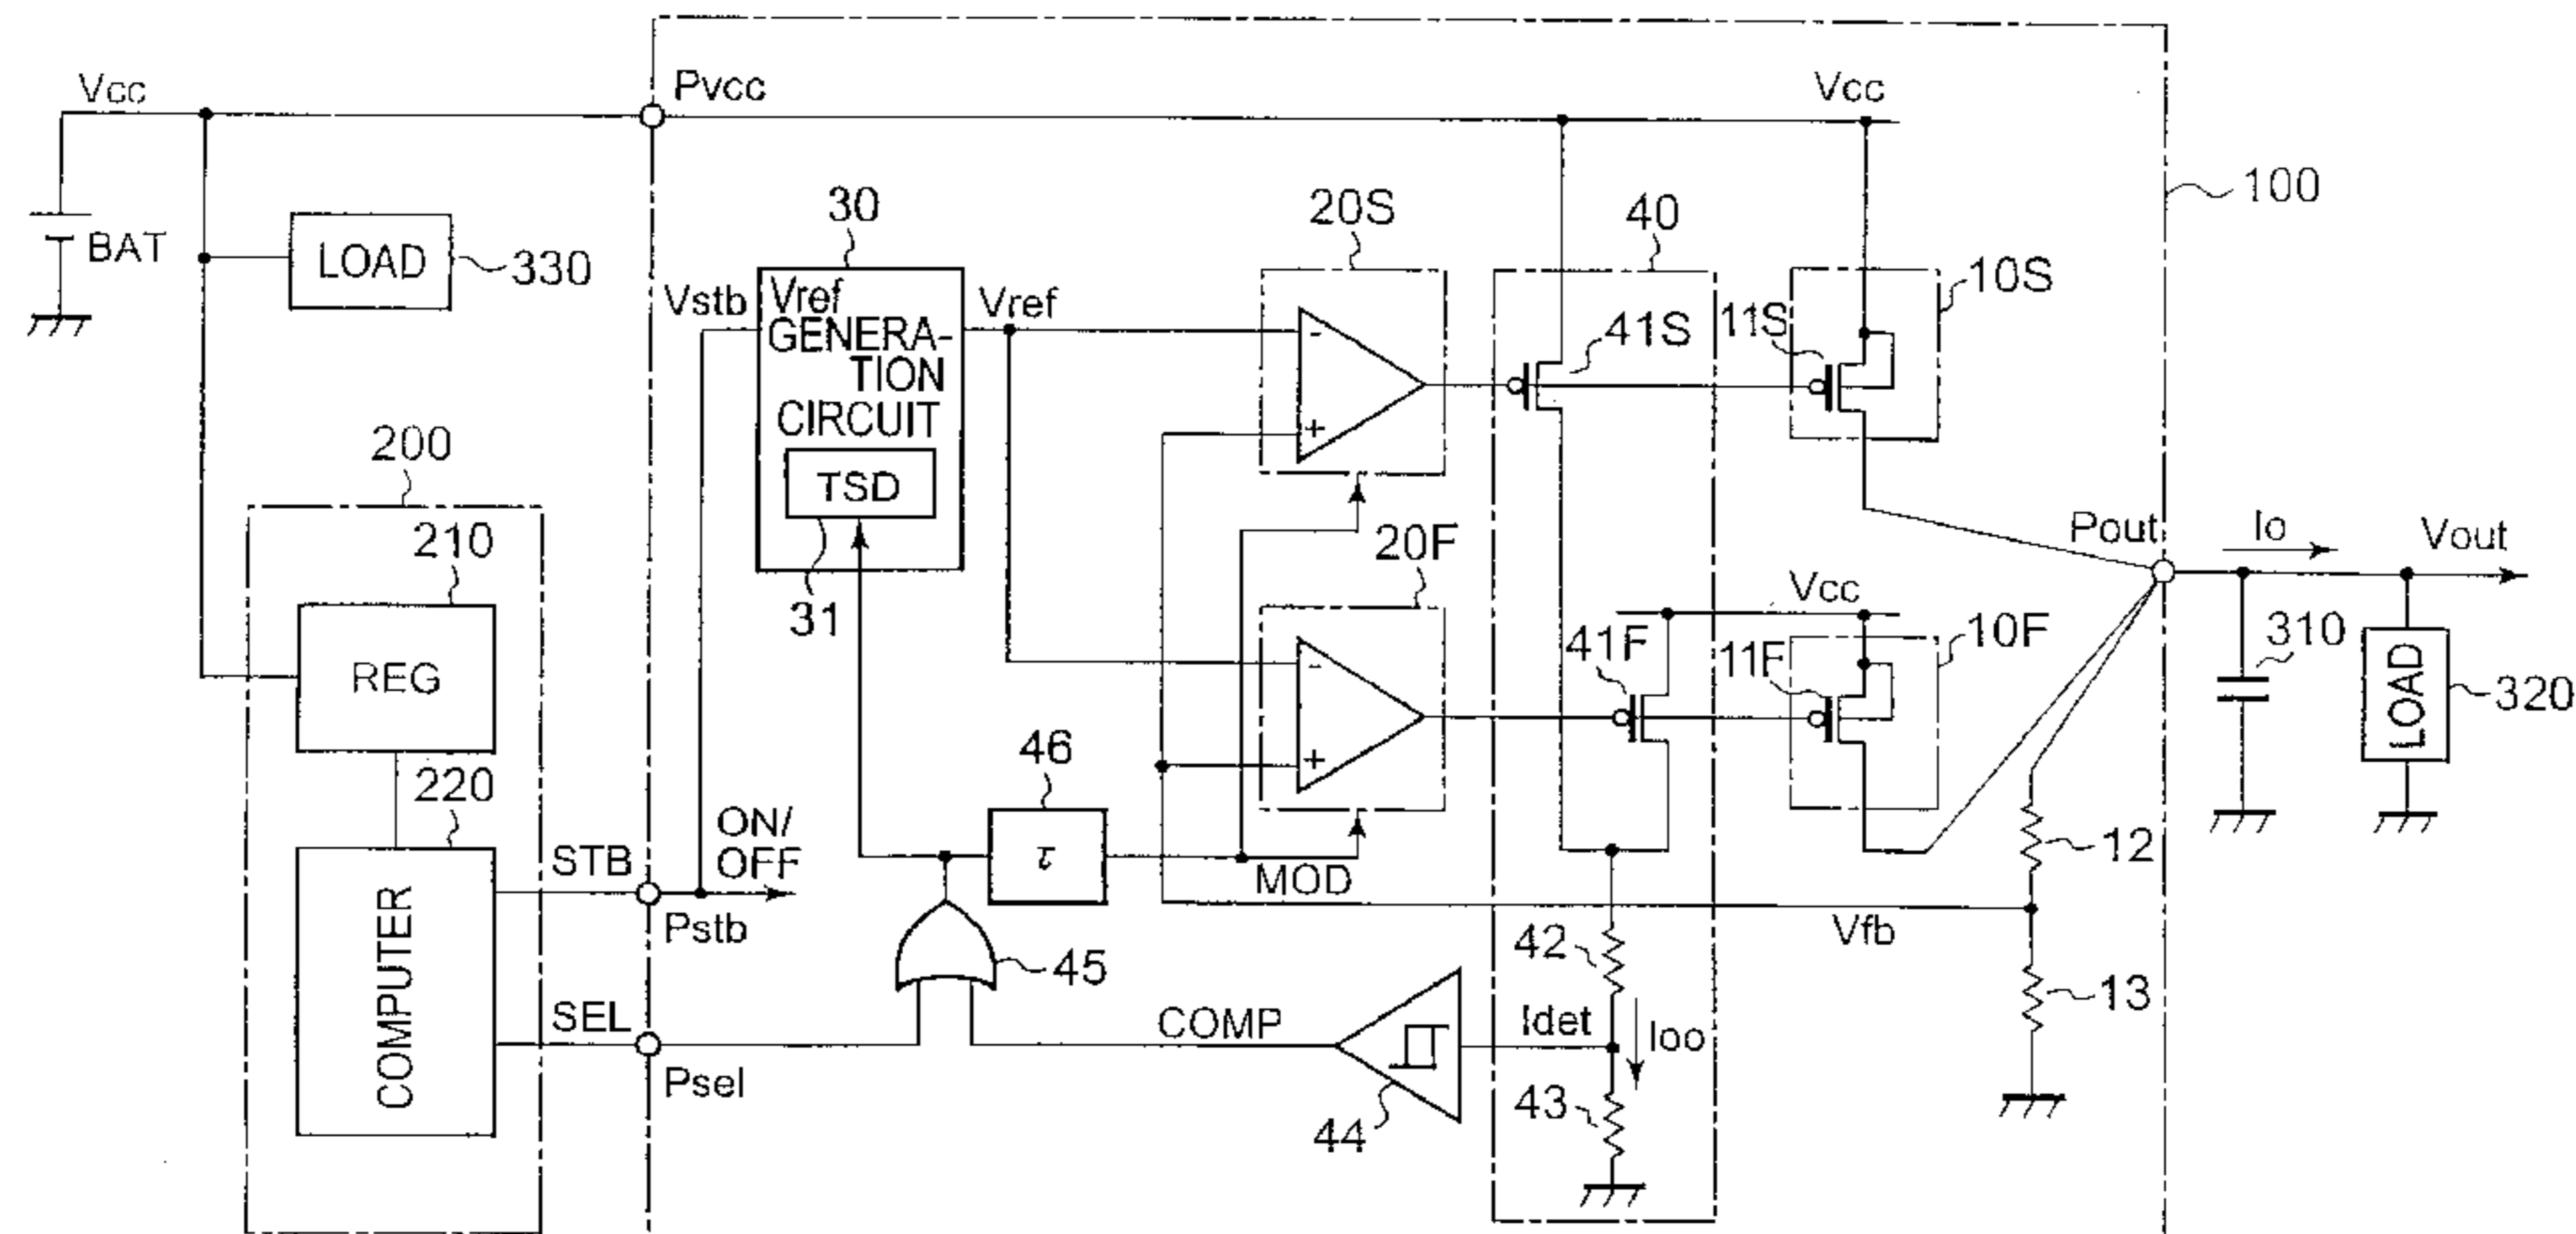 Vcc
Pvcc
Vcc
100
BAT
LOAD
330
30
20S
40
10S
Vstb
Vref
GENERA-
TION
CIRCUIT
Vref
-
+
41S
11S
TSD
31
200
210
REG
220
COMPUTER
STB
Pstb
ON/
OFF
SEL
Psel
20F
-
+
46
τ
MOD
45
COMP
44
Vcc
41F
11F
10F
Pout
Io
Vout
310
LOAD
320
12
Vfb
13
42
Idet
Ioo
43